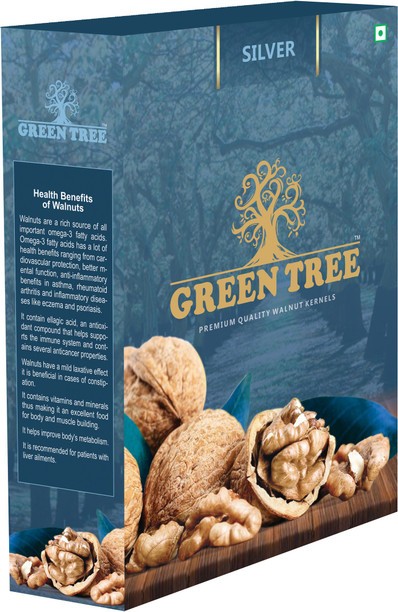 SILVER
GREEN TREE™
PREMIUM QUALITY WALNUT KERNELS
GREEN TREE™
Health Benefits
of Walnuts
Walnuts are a rich source of all
important omega-3 fatty acids.
Omega-3 fatty acids has a lot of
health benefits ranging from car-
diovascular protection, better m-
ental function, anti-inflammatory
benefits in asthma, rheumatoid
arthritis and inflammatory disea-
ses like eczema and psoriasis.
It contain ellagic acid, an antioxi-
dant compound that helps suppo-
rts the immune system and cont-
ains several anticancer properties.
Walnuts have a mild laxative effect
it is beneficial in cases of constip-
ation.
It contains vitamins and minerals
thus making it an excellent food
for body and muscle building.
It helps improve body's metabolism.
It is recommended for patients with
liver ailments.